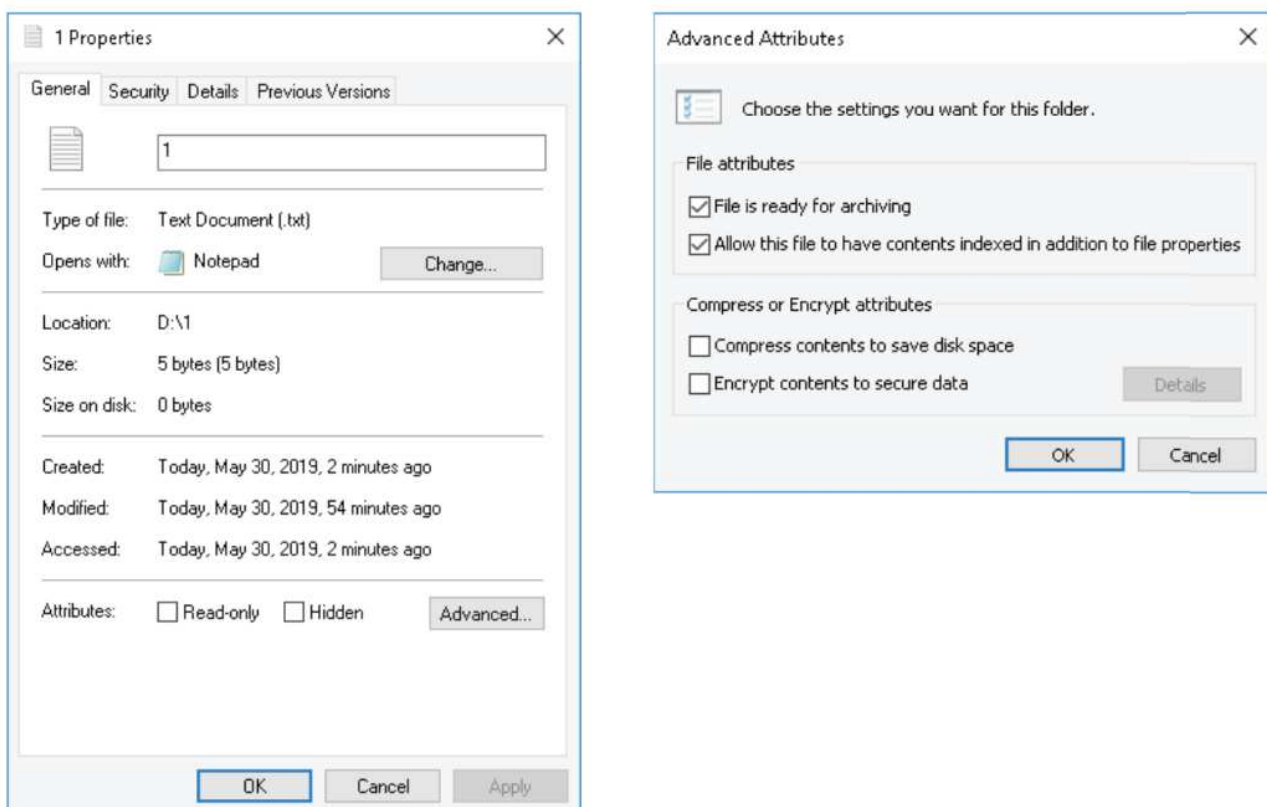 1 Properties
General Security Details Previous Versions
1
Type of file: Text Document (.txt)
Opens with: Notepad Change...
Location: D:\1
Size: 5 bytes (5 bytes)
Size on disk: 0 bytes
Created: Today, May 30, 2019, 2 minutes ago
Modified: Today, May 30, 2019, 54 minutes ago
Accessed: Today, May 30, 2019, 2 minutes ago
Attributes: Read-only Hidden Advanced...
OK Cancel Apply
Advanced Attributes
Choose the settings you want for this folder.
File attributes
File is ready for archiving
Allow this file to have contents indexed in addition to file properties
Compress or Encrypt attributes
Compress contents to save disk space
Encrypt contents to secure data Details
OK Cancel